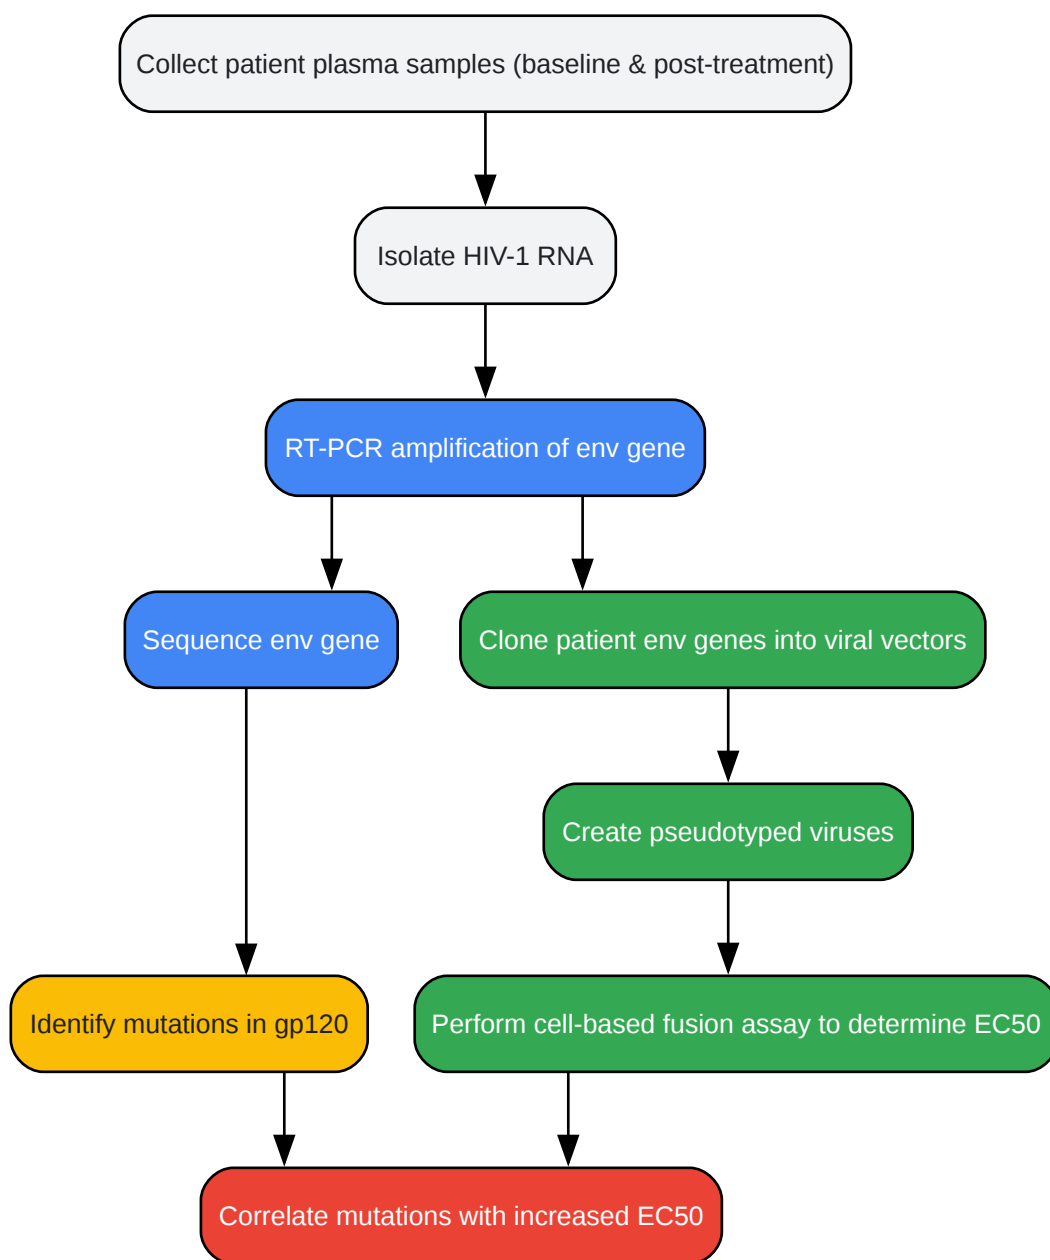 Collect patient plasma samples (baseline & post-treatment)
Isolate HIV-1 RNA
RT-PCR amplification of env gene
Sequence env gene
Clone patient env genes into viral vectors
Create pseudotyped viruses
Identify mutations in gp120
Perform cell-based fusion assay to determine EC50
Correlate mutations with increased EC50